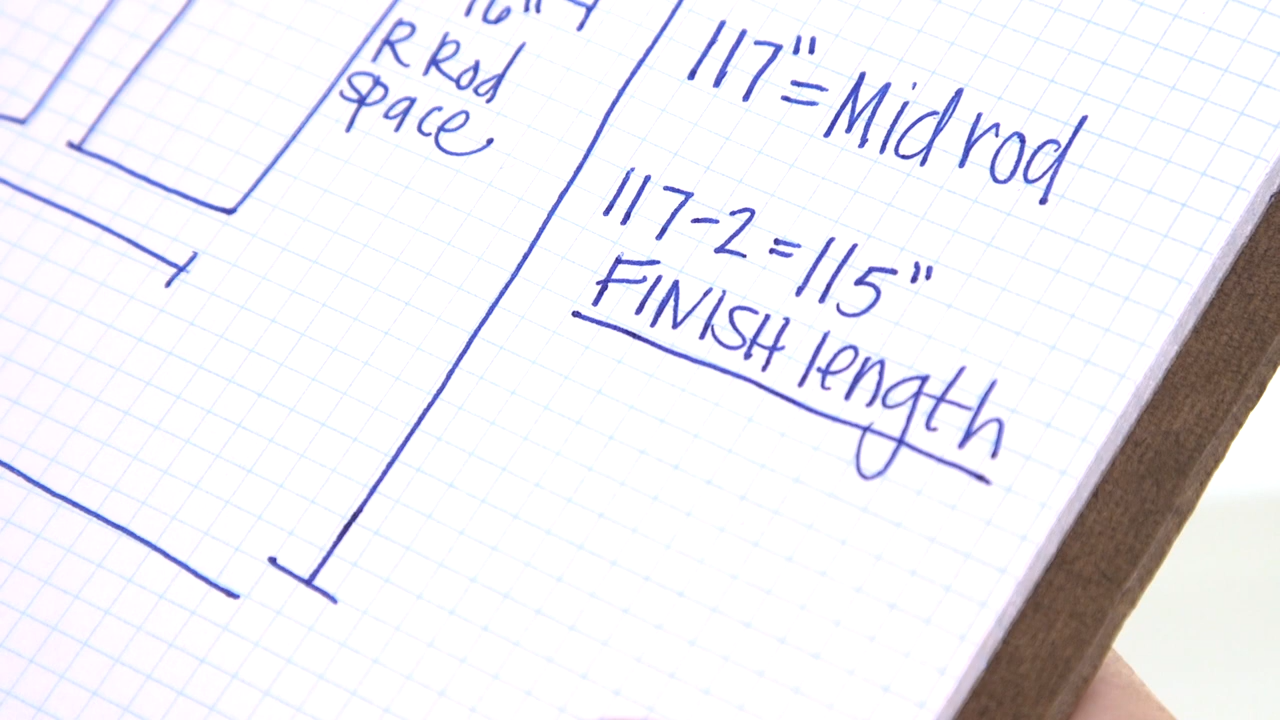 R Rod
space
117" = Mid rod
117-2 = 115"
FINISH length